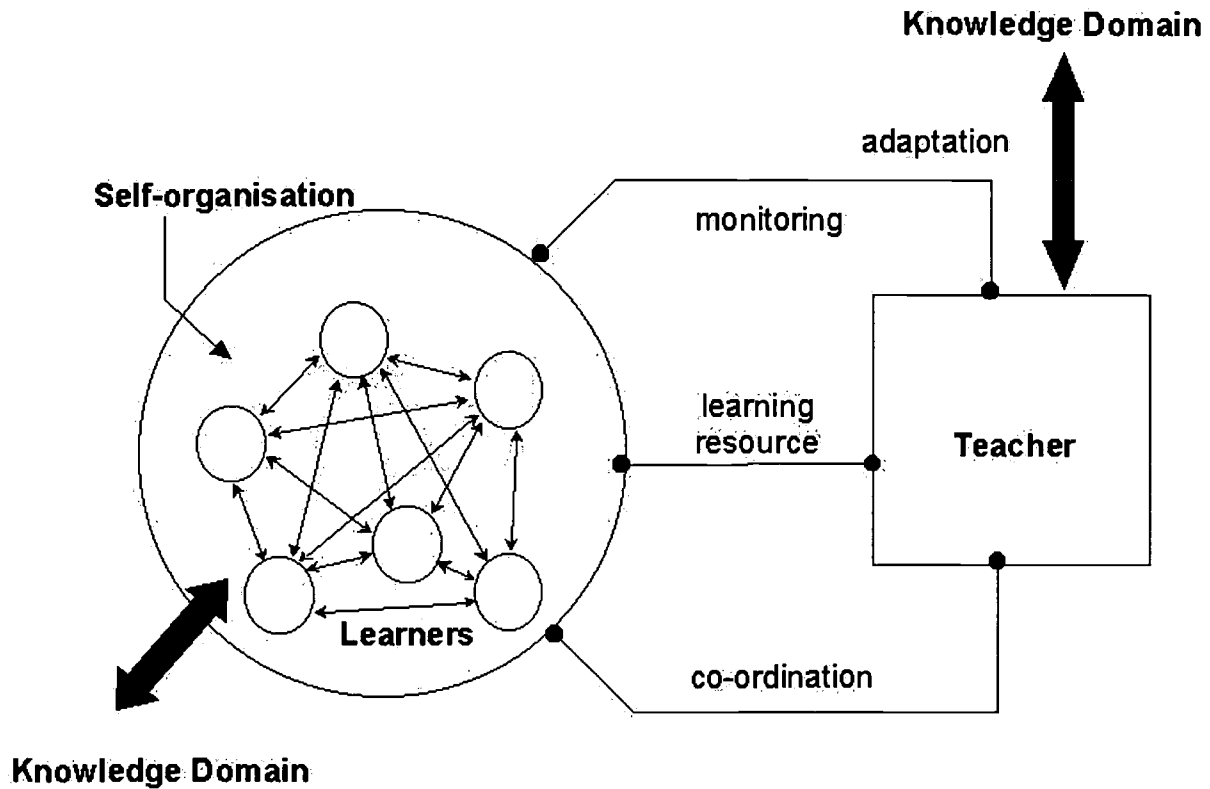 Knowledge Domain
adaptation
Self-organisation
monitoring
learning
resource
Teacher
Learners
co-ordination
Knowledge Domain